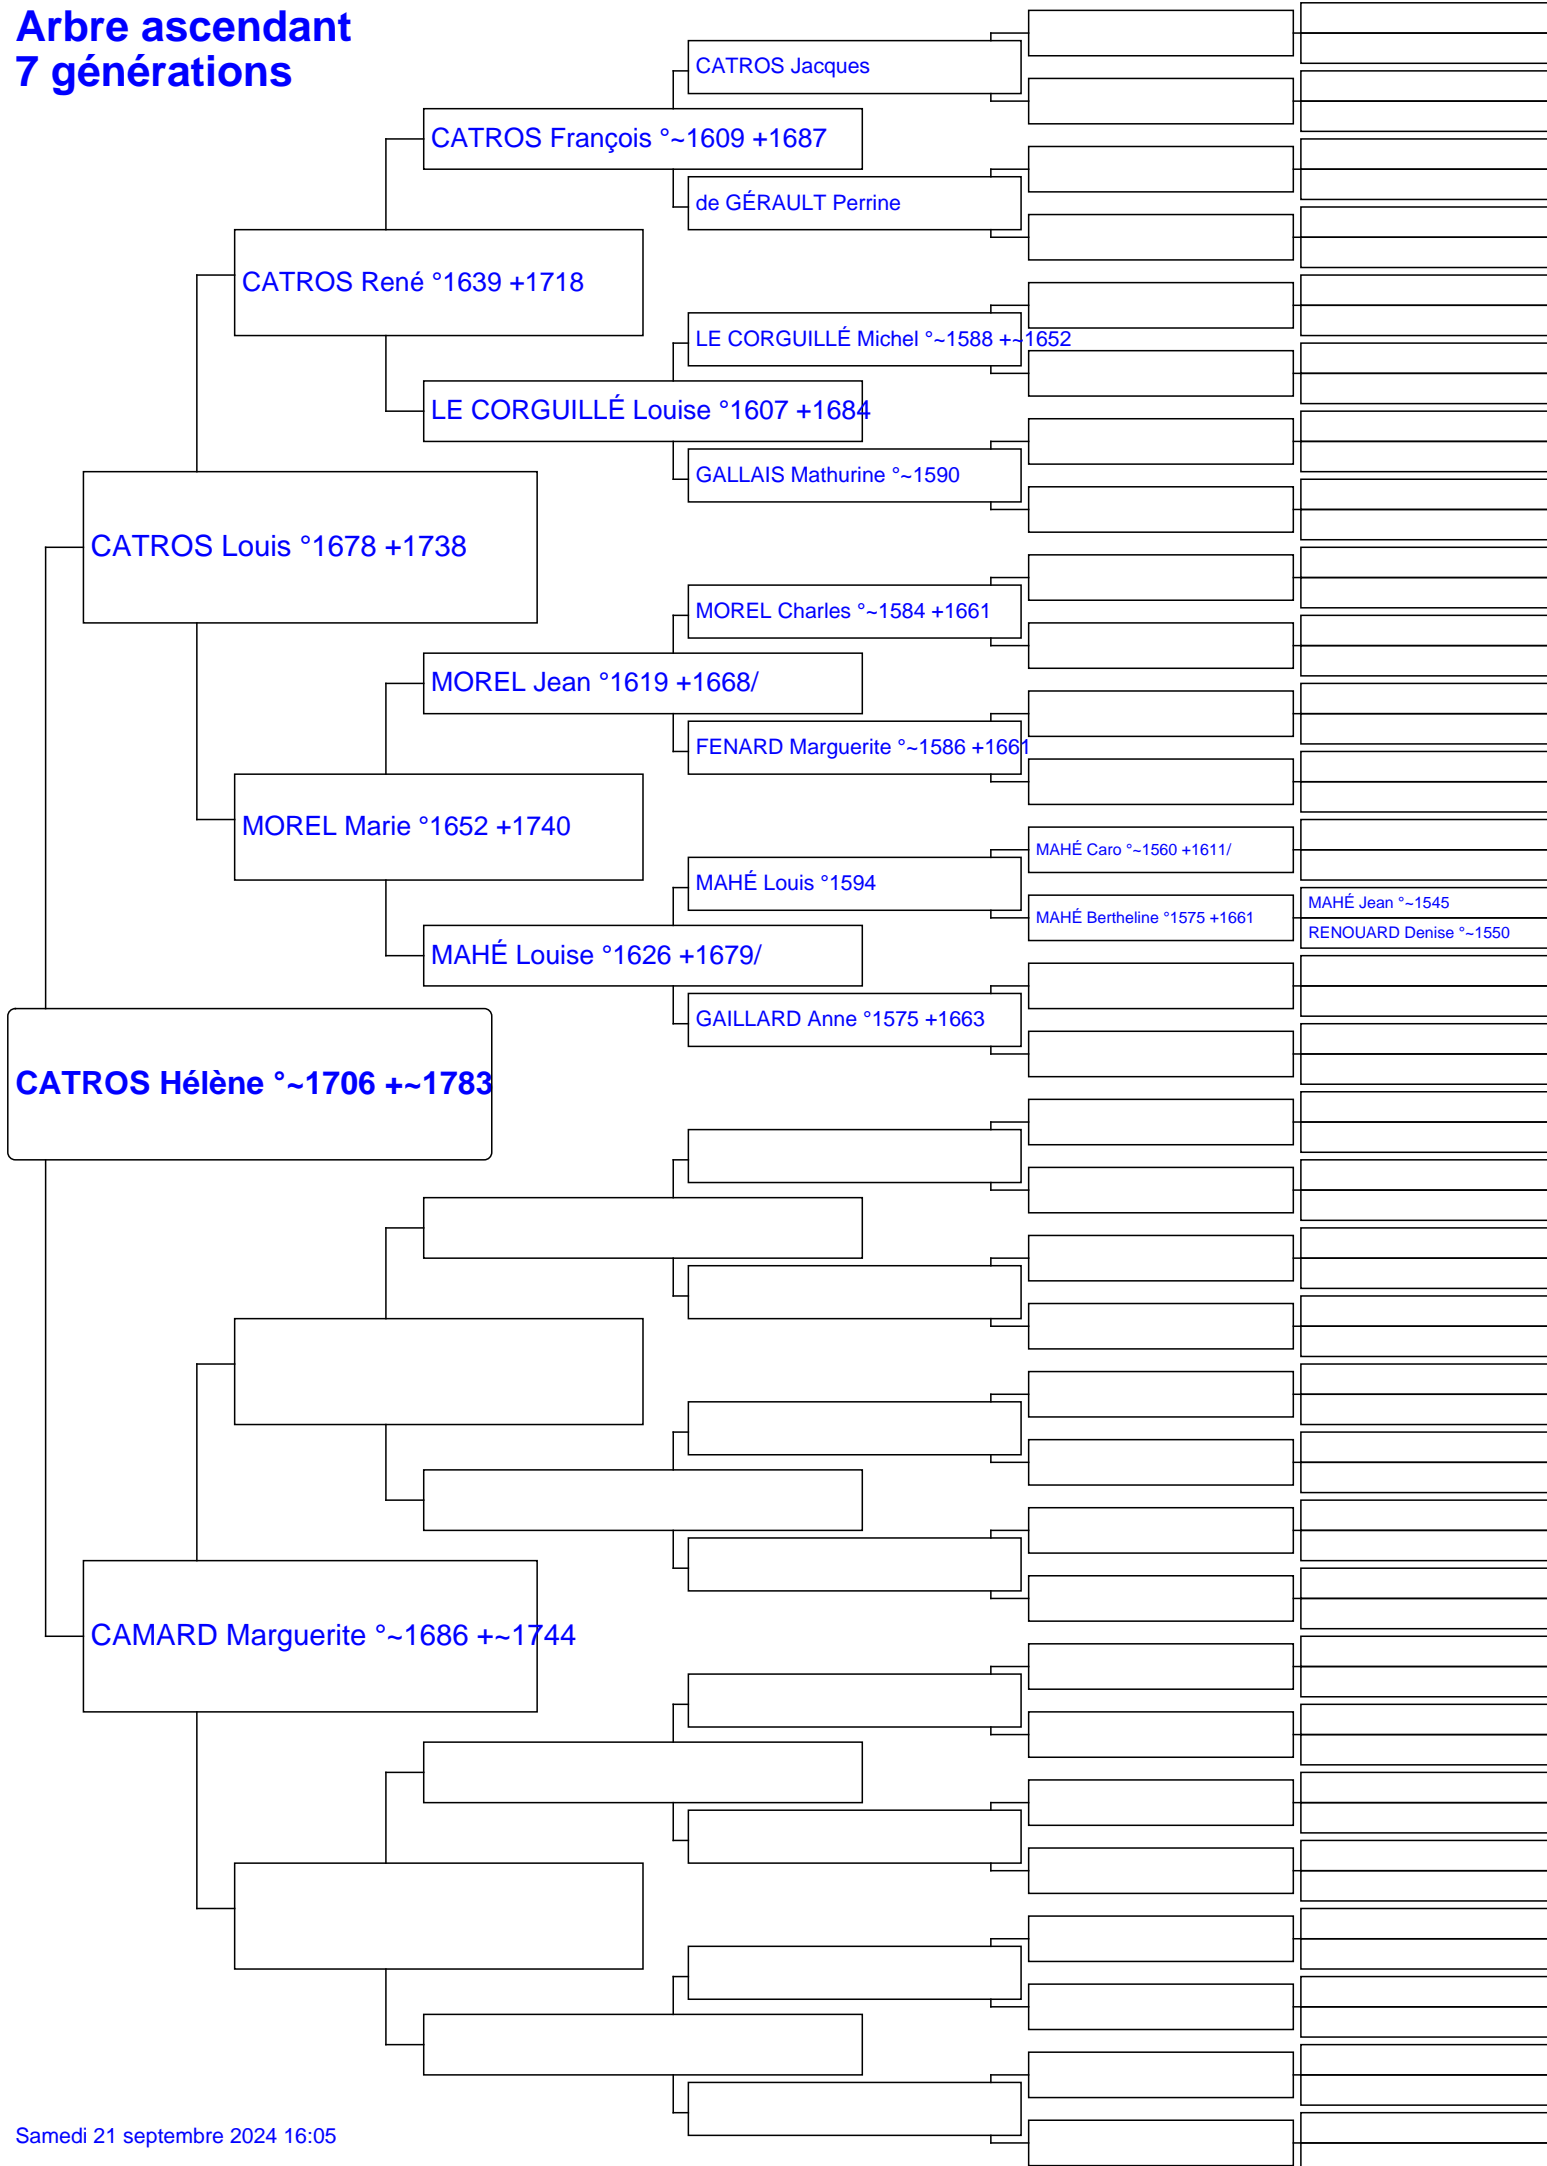 Arbre ascendant
7 générations
CATROS Jacques
CATROS François °~1609 +1687
de GÉRAULT Perrine
CATROS René °1639 +1718
LE CORGUILLÉ Michel °~1588 +~1652
LE CORGUILLÉ Louise °1607 +1684
GALLAIS Mathurine °~1590
CATROS Louis °1678 +1738
MOREL Charles °~1584 +1661
MOREL Jean °1619 +1668/
FENARD Marguerite °~1586 +1661
MOREL Marie °1652 +1740
MAHÉ Caro °~1560 +1611/
MAHÉ Louis °1594
MAHÉ Jean °~1545
MAHÉ Bertheline °1575 +1661
RENOUARD Denise °~1550
MAHÉ Louise °1626 +1679/
GAILLARD Anne °1575 +1663
CATROS Hélène °~1706 +~1783
CAMARD Marguerite °~1686 +~1744
Samedi 21 septembre 2024 16:05